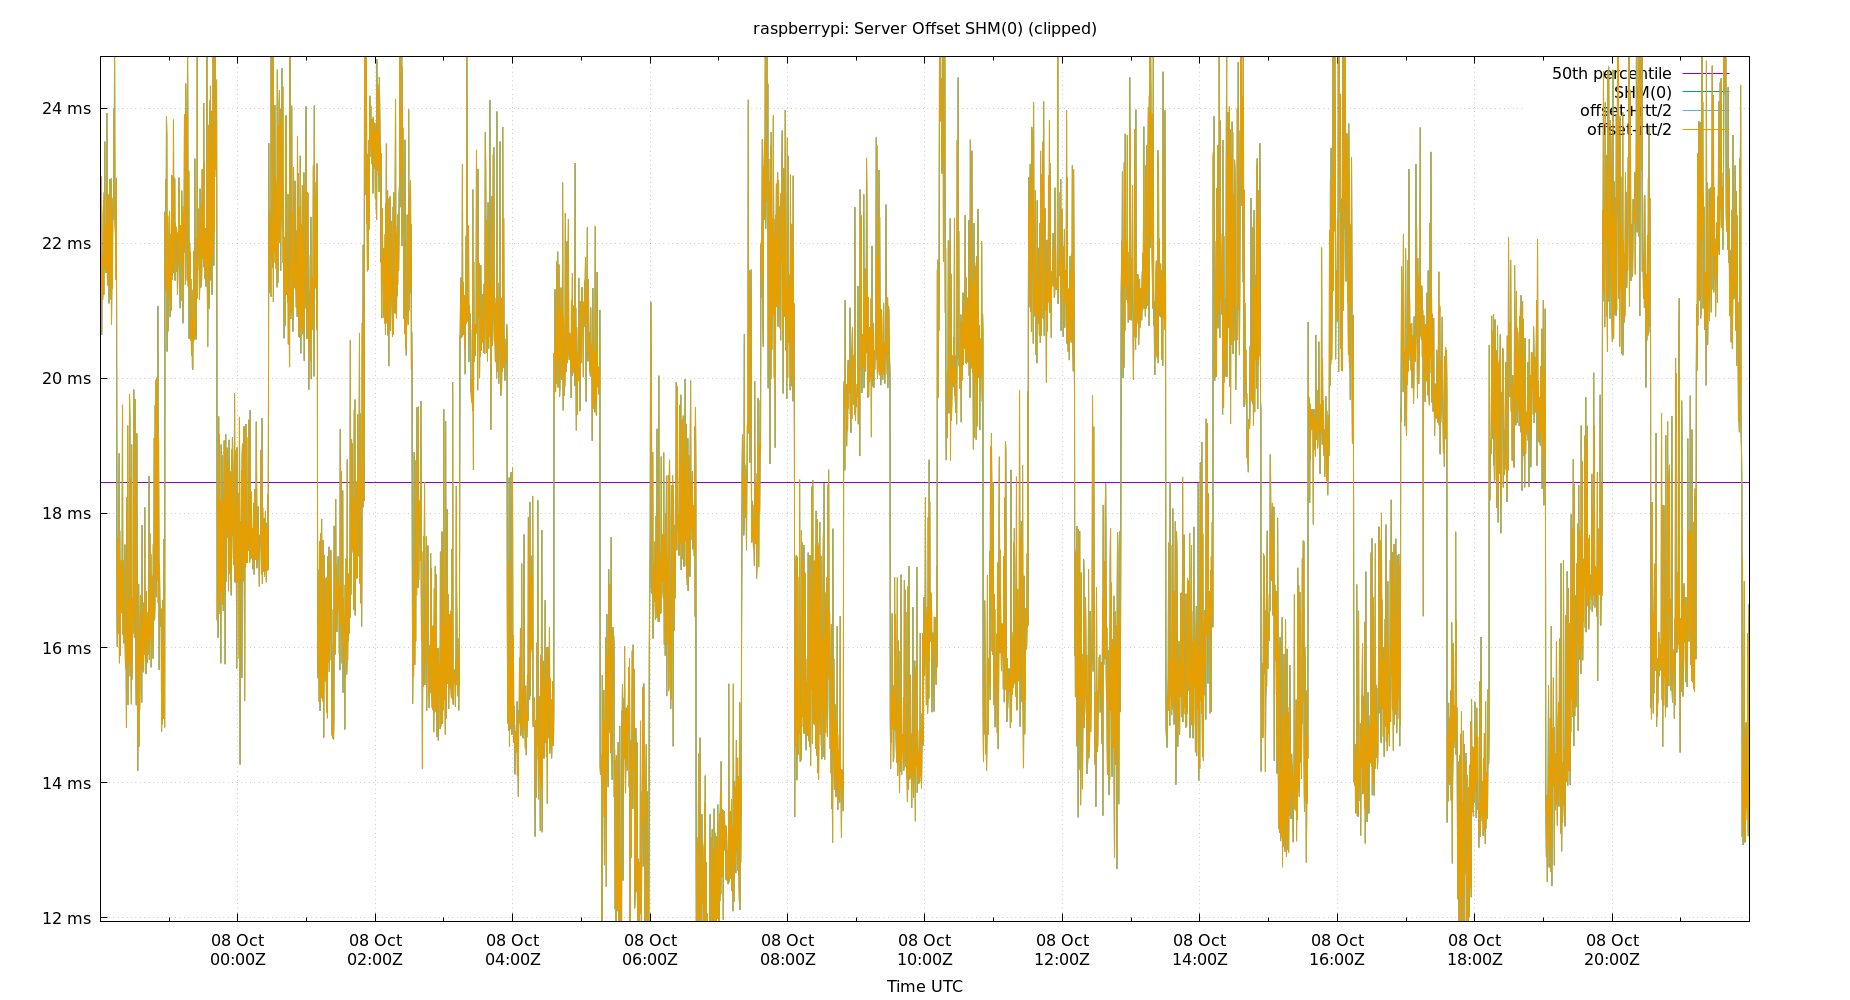 raspberrypi: Server Offset SHM(0) (clipped)
50th percentile
SHM(0)
offset+rtt/2
offset-rtt/2
24 ms
22 ms
20 ms
18 ms
16 ms
14 ms
12 ms
08 Oct 08 Oct 08 Oct 08 Oct 08 Oct 08 Oct 08 Oct 08 Oct 08 Oct 08 Oct 08 Oct
00:00Z 02:00Z 04:00Z 06:00Z 08:00Z 10:00Z 12:00Z 14:00Z 16:00Z 18:00Z 20:00Z
Time UTC